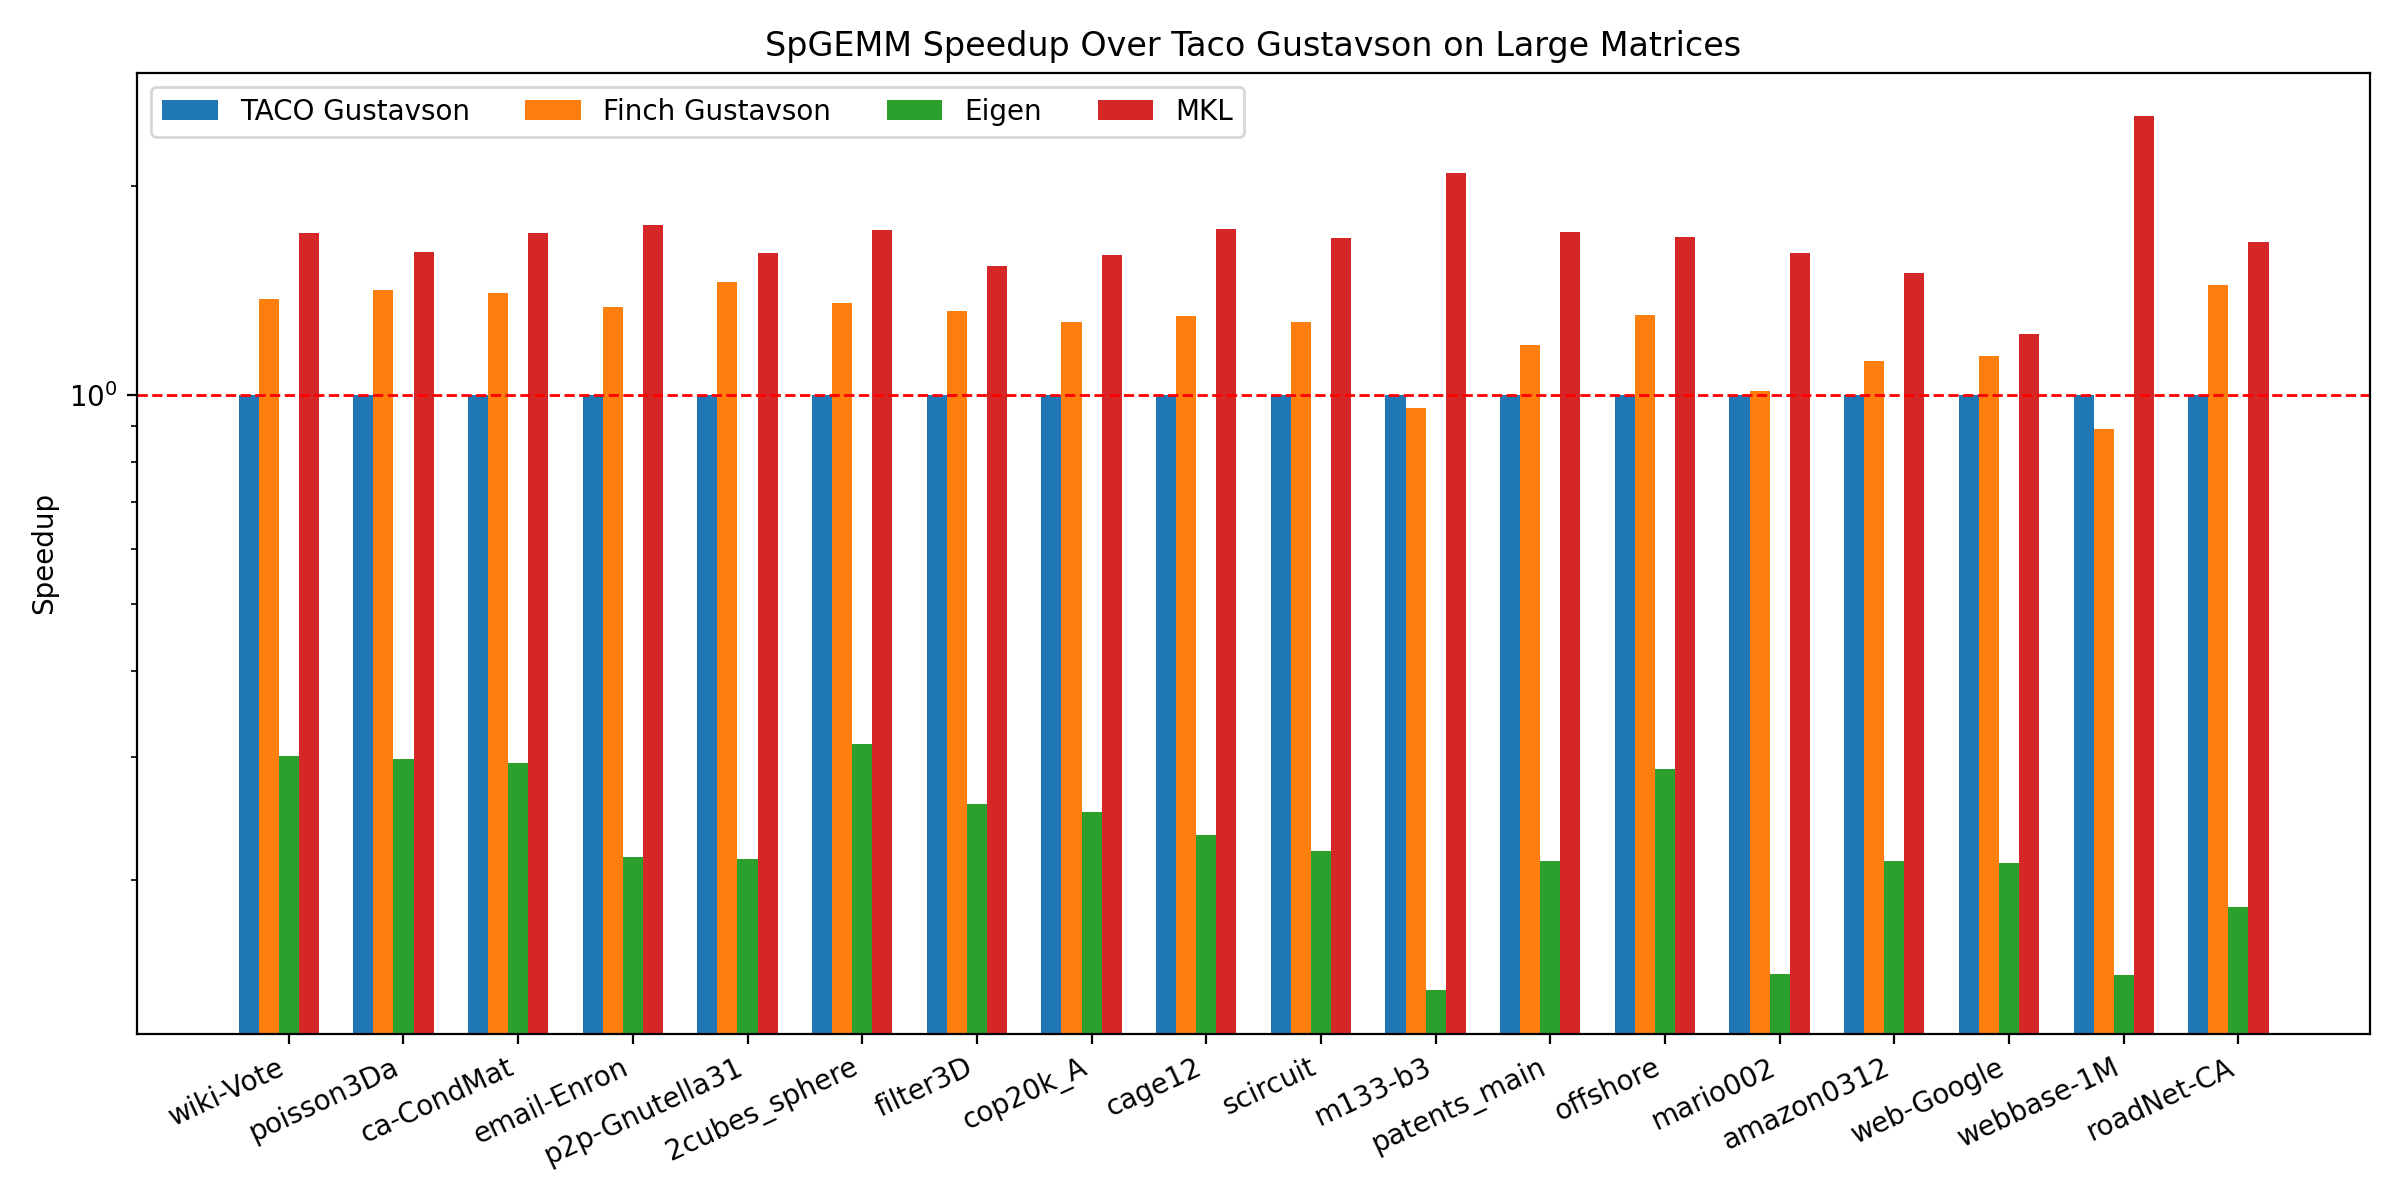 SpGEMM Speedup Over Taco Gustavson on Large Matrices
TACO Gustavson Finch Gustavson Eigen MKL
10⁰
Speedup
wiki-Vote
poisson3Da
ca-CondMat
email-Enron
p2p-Gnutella31
2cubes_sphere
filter3D
cop20k_A
cage12
scircuit
m133-b3
patents_main
offshore
mario002
amazon0312
web-Google
webbase-1M
roadNet-CA